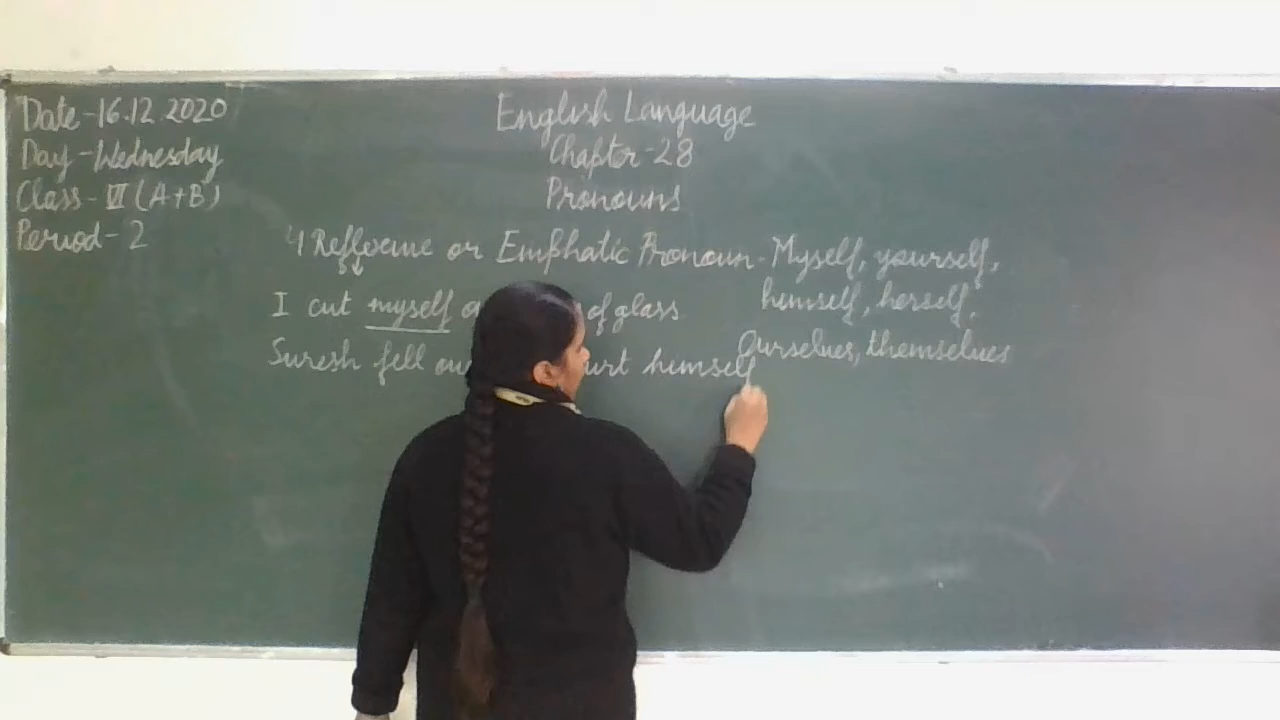 Date-16.12.2020
Day-Wednesday
Class-VI (A+B)
Period-2
English Language
Chapter-28
Pronouns
4 Reflexive or Emphatic Pronoun-Myself, yourself,
himself, herself,
Ourselves, themselves
I cut myself of glass
Suresh fell himself